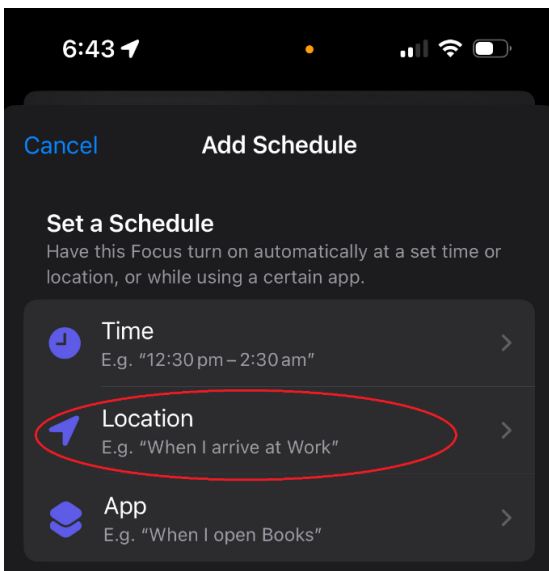 6:43
Cancel
Add Schedule
Set a Schedule
Have this Focus turn on automatically at a set time or
location, or while using a certain app.
Time
E.g. “12:30 pm – 2:30 am”
Location
E.g. “When I arrive at Work”
App
E.g. “When I open Books”